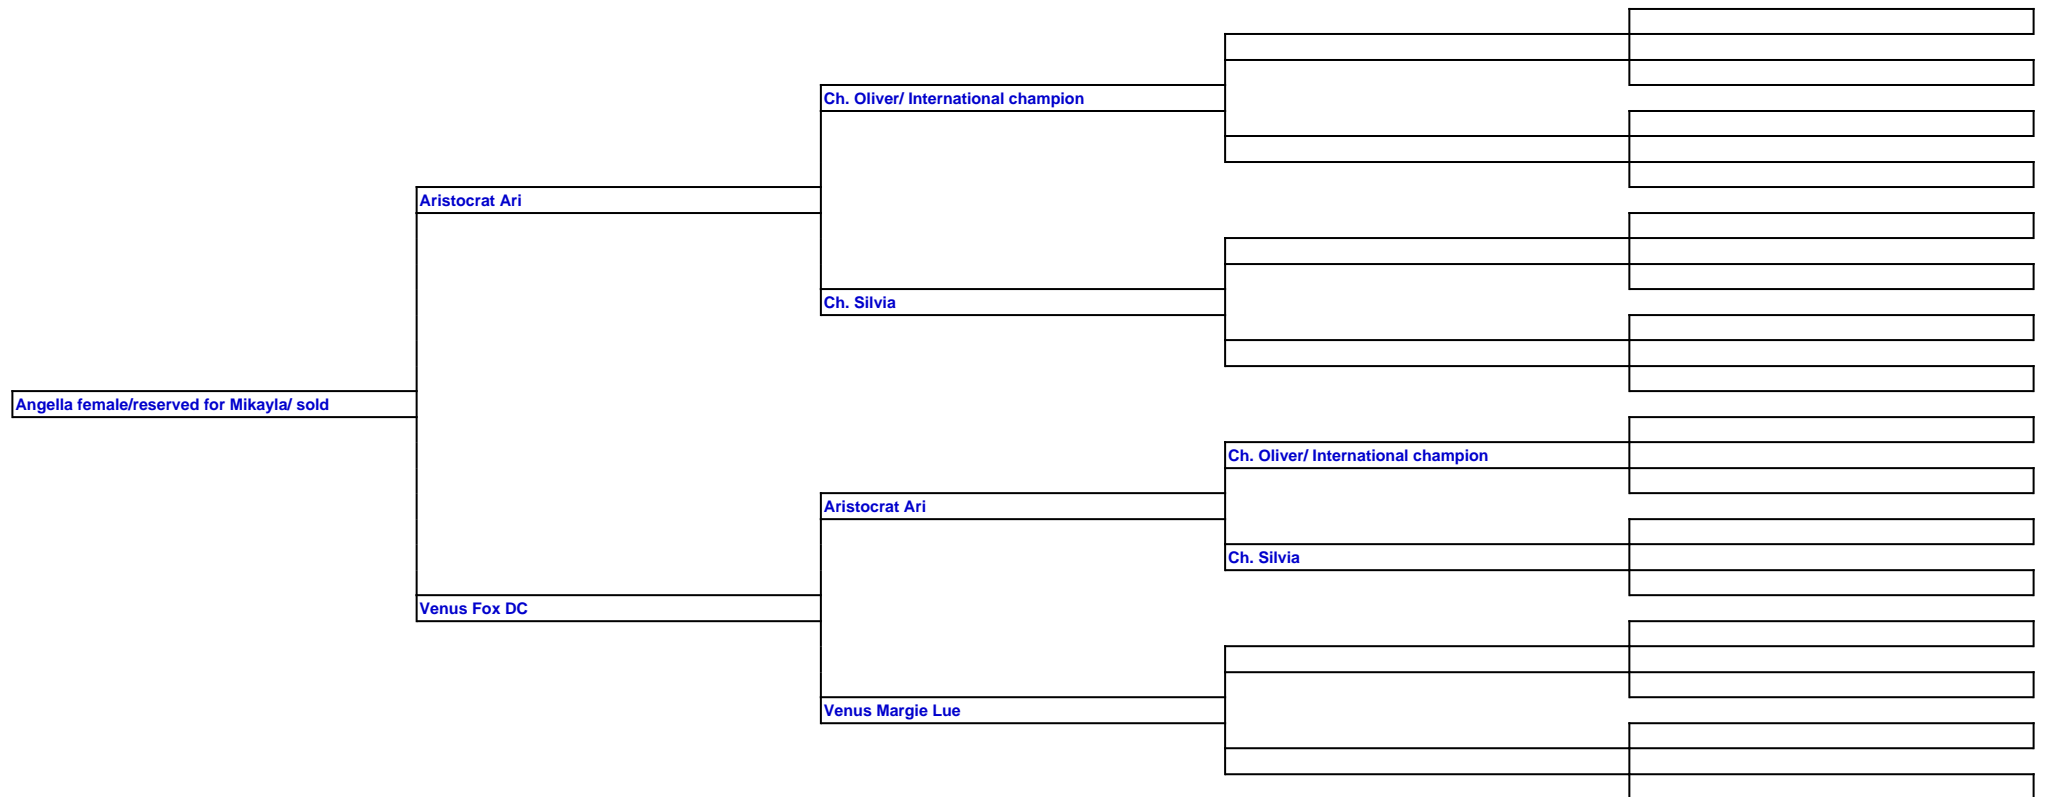 Ch. Oliver/ International champion
Aristocrat Ari
Ch. Silvia
Angella female/reserved for Mikayla/ sold
Ch. Oliver/ International champion
Aristocrat Ari
Ch. Silvia
Venus Fox DC
Venus Margie Lue